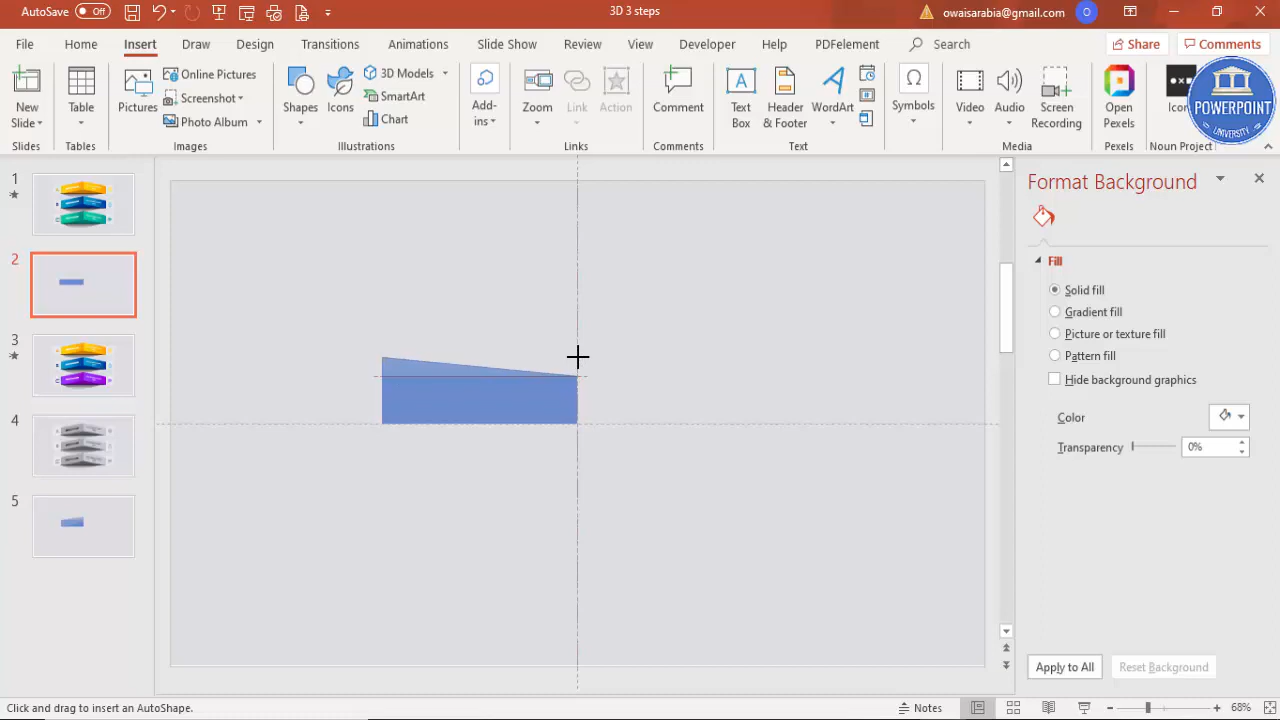 AutoSave Off
3D 3 steps
owaisarabia@gmail.com O
File Home Insert Draw Design Transitions Animations Slide Show Review View Developer Help PDFelement Search Share Comments
New Slide
Table
Pictures
Online Pictures
Screenshot
Photo Album
Shapes
Icons
3D Models
SmartArt
Chart
Add-ins
Zoom
Link
Action
Comment
Text Box
Header & Footer
WordArt
Symbols
Video
Audio
Screen Recording
Open Pexels
Icon
POWERPOINT
UNIVERSITY
Slides Tables Images Illustrations Links Comments Text Media Pexels Noun Project
1
2
3
4
5
Format Background
Fill
Solid fill
Gradient fill
Picture or texture fill
Pattern fill
Hide background graphics
Color
Transparency 0%
Apply to All Reset Background
Click and drag to insert an AutoShape.
Notes
68%